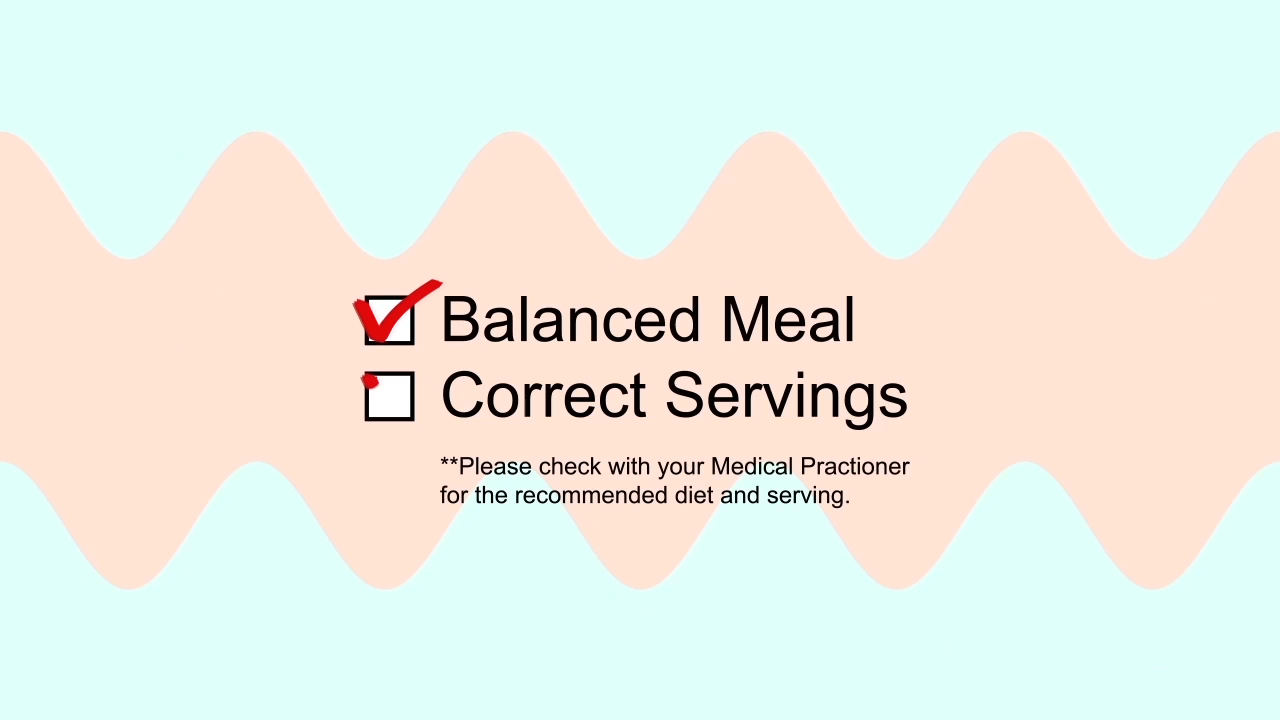 Balanced Meal
Correct Servings
**Please check with your Medical Practioner
for the recommended diet and serving.